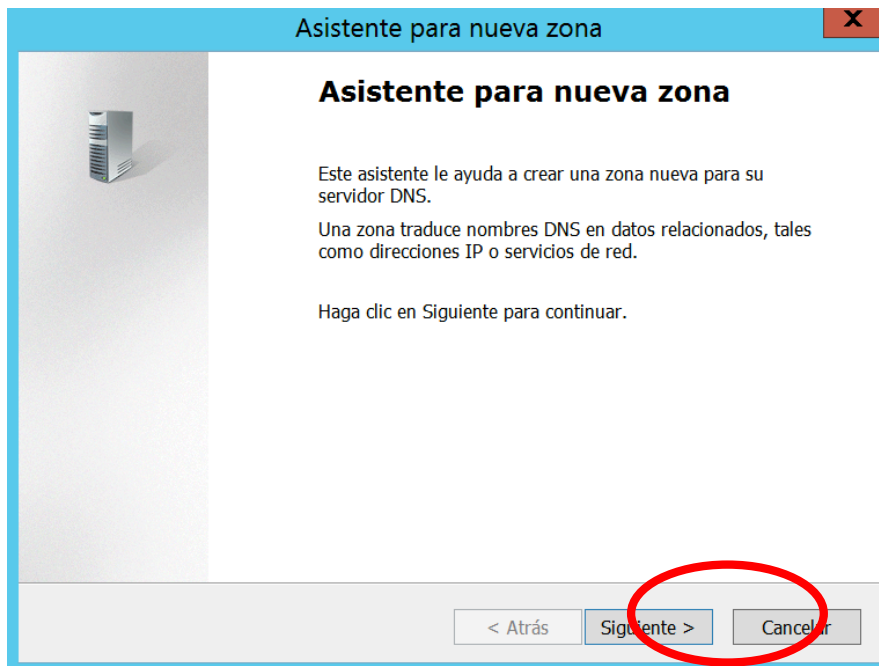 Asistente para nueva zona
X
Asistente para nueva zona
Este asistente le ayuda a crear una zona nueva para su
servidor DNS.
Una zona traduce nombres DNS en datos relacionados, tales
como direcciones IP o servicios de red.
Haga clic en Siguiente para continuar.
< Atrás Siguiente > Cancelar